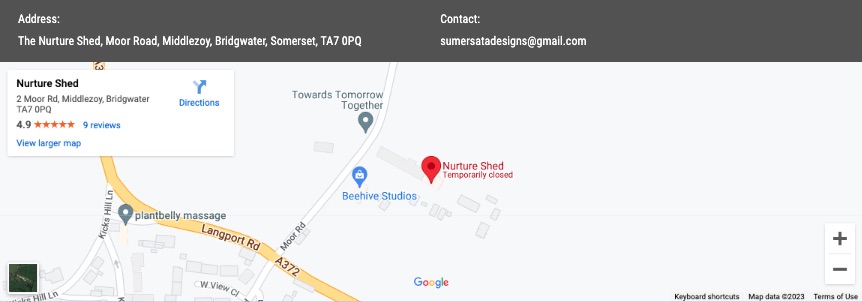 Address:
The Nurture Shed, Moor Road, Middlezoy, Bridgwater, Somerset, TA7 0PQ
Contact:
sumersatadesigns@gmail.com
Nurture Shed
2 Moor Rd, Middlezoy, Bridgwater
TA7 0PQ
Directions
4.9 ★★★★★ 9 reviews
View larger map
Towards Tomorrow
Together
Nurture Shed
Temporarily closed
Beehive Studios
plantbelly massage
Kicks Hill Ln
Langport Rd
Moor Rd
A372
W View Cl
Kicks Hill Ln
Google
Keyboard shortcuts Map data ©2023 Terms of Use